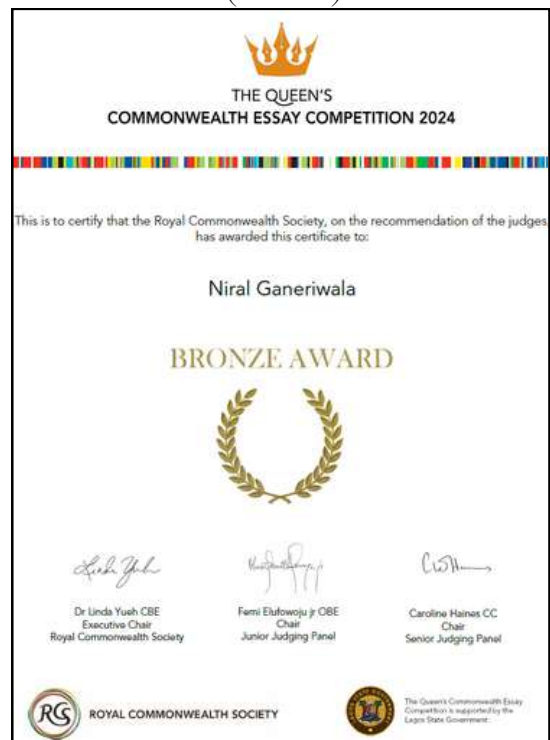 THE QUEEN'S
COMMONWEALTH ESSAY COMPETITION 2024
This is to certify that the Royal Commonwealth Society, on the recommendation of the judges,
has awarded this certificate to:
Niral Ganeriwala
BRONZE AWARD
Dr Linda Yueh CBE
Executive Chair
Royal Commonwealth Society
Femi Elufowoju jr OBE
Chair
Junior Judging Panel
Caroline Haines CC
Chair
Senior Judging Panel
RCS
ROYAL COMMONWEALTH SOCIETY
The Queen's Commonwealth Essay
Competition is supported by the
Lagos State Government